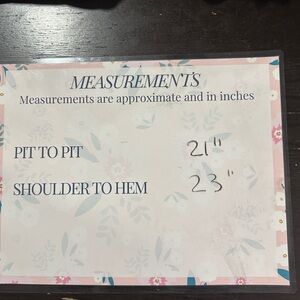 MEASUREMENTS
Measurements are approximate and in inches
PIT TO PIT 21"
SHOULDER TO HEM 23"